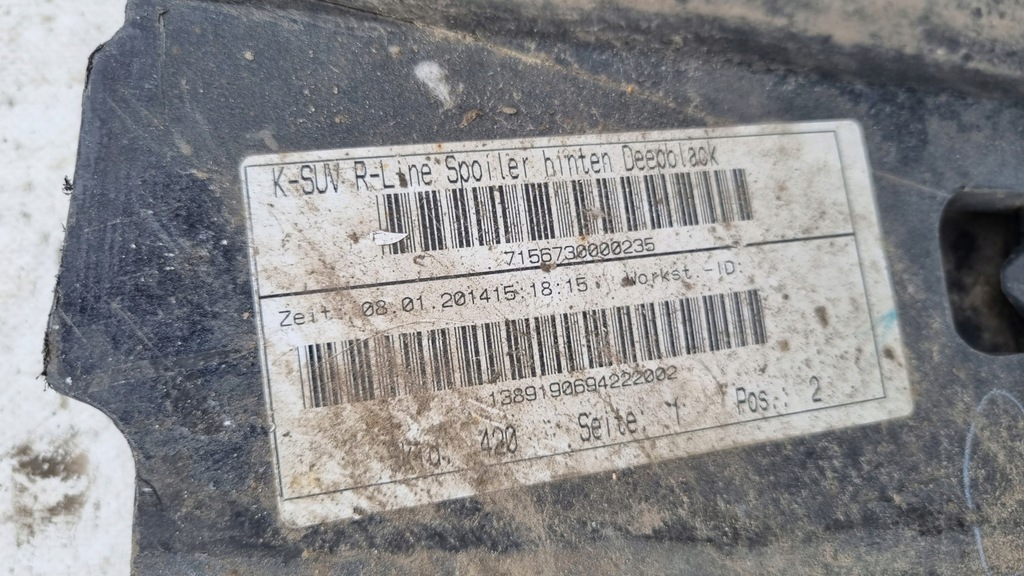 K-SUV R-Line Spoiler hinten Deepblack
7156730000235
Zeit: 08.01.201415:18:15 Workst.-ID:
1389190694222002
420 Seite: 1 Pos.: 2